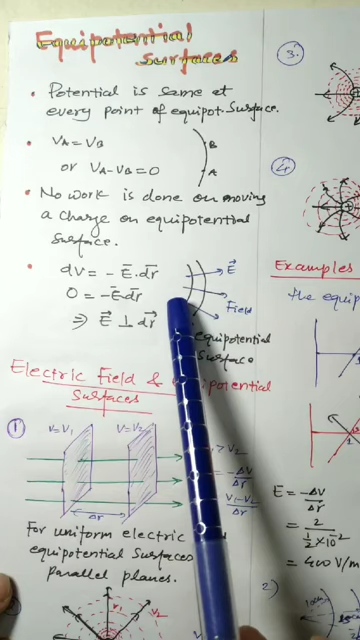 Equipotential
Surfaces
• Potential is same at
every point of equipot. Surface.
• VA = VB
or VA - VB = 0
B
A
• No work is done on moving
a charge on equipotential
Surface.
• dV = - E̅. dr̅
0 = - E̅. dr̅
⇒ E⃗ ⊥ dr⃗
E⃗
Field
equipotential
Surface
Electric Field &
Surfaces
1
V=V1
V=V2
Δr
> V2
-ΔV
Δr
V1-V2
For uniform electric
equipotential Surfaces
Parallel planes.
r1
V2
3.
4.
Examples
the equip
E = -ΔV
Δr
= 2
1/2 × 10⁻²
= 400 V/m
2)